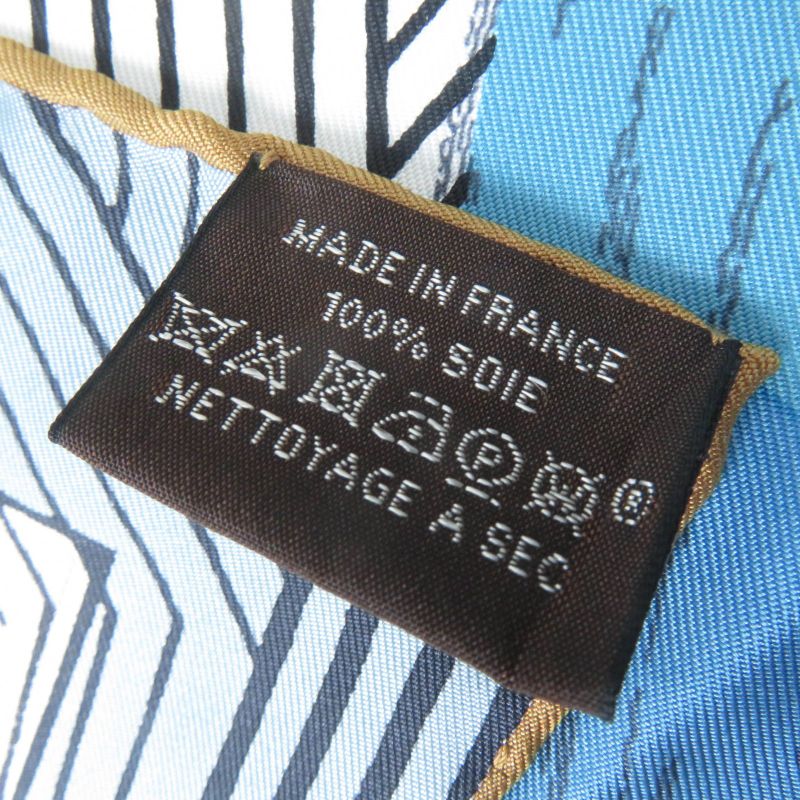 MADE IN FRANCE
100% SOIE
P W ®
NETTOYAGE A SEC